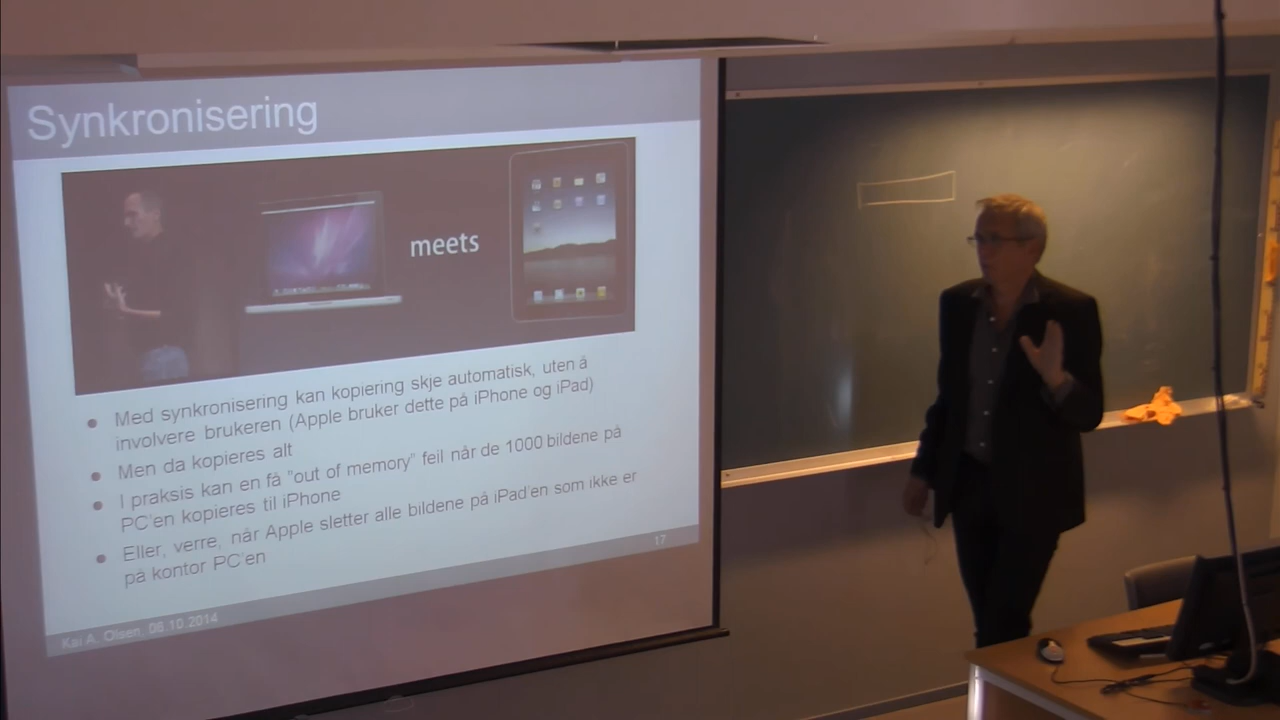 Synkronisering
meets
Med synkronisering kan kopiering skje automatisk, uten å
involvere brukeren (Apple bruker dette på iPhone og iPad)
Men da kopieres alt
I praksis kan en få "out of memory" feil når de 1000 bildene på
PC'en kopieres til iPhone
Eller, verre, når Apple sletter alle bildene på iPad'en som ikke er
på kontor PC'en
17
Kai A. Olsen, 06.10.2014